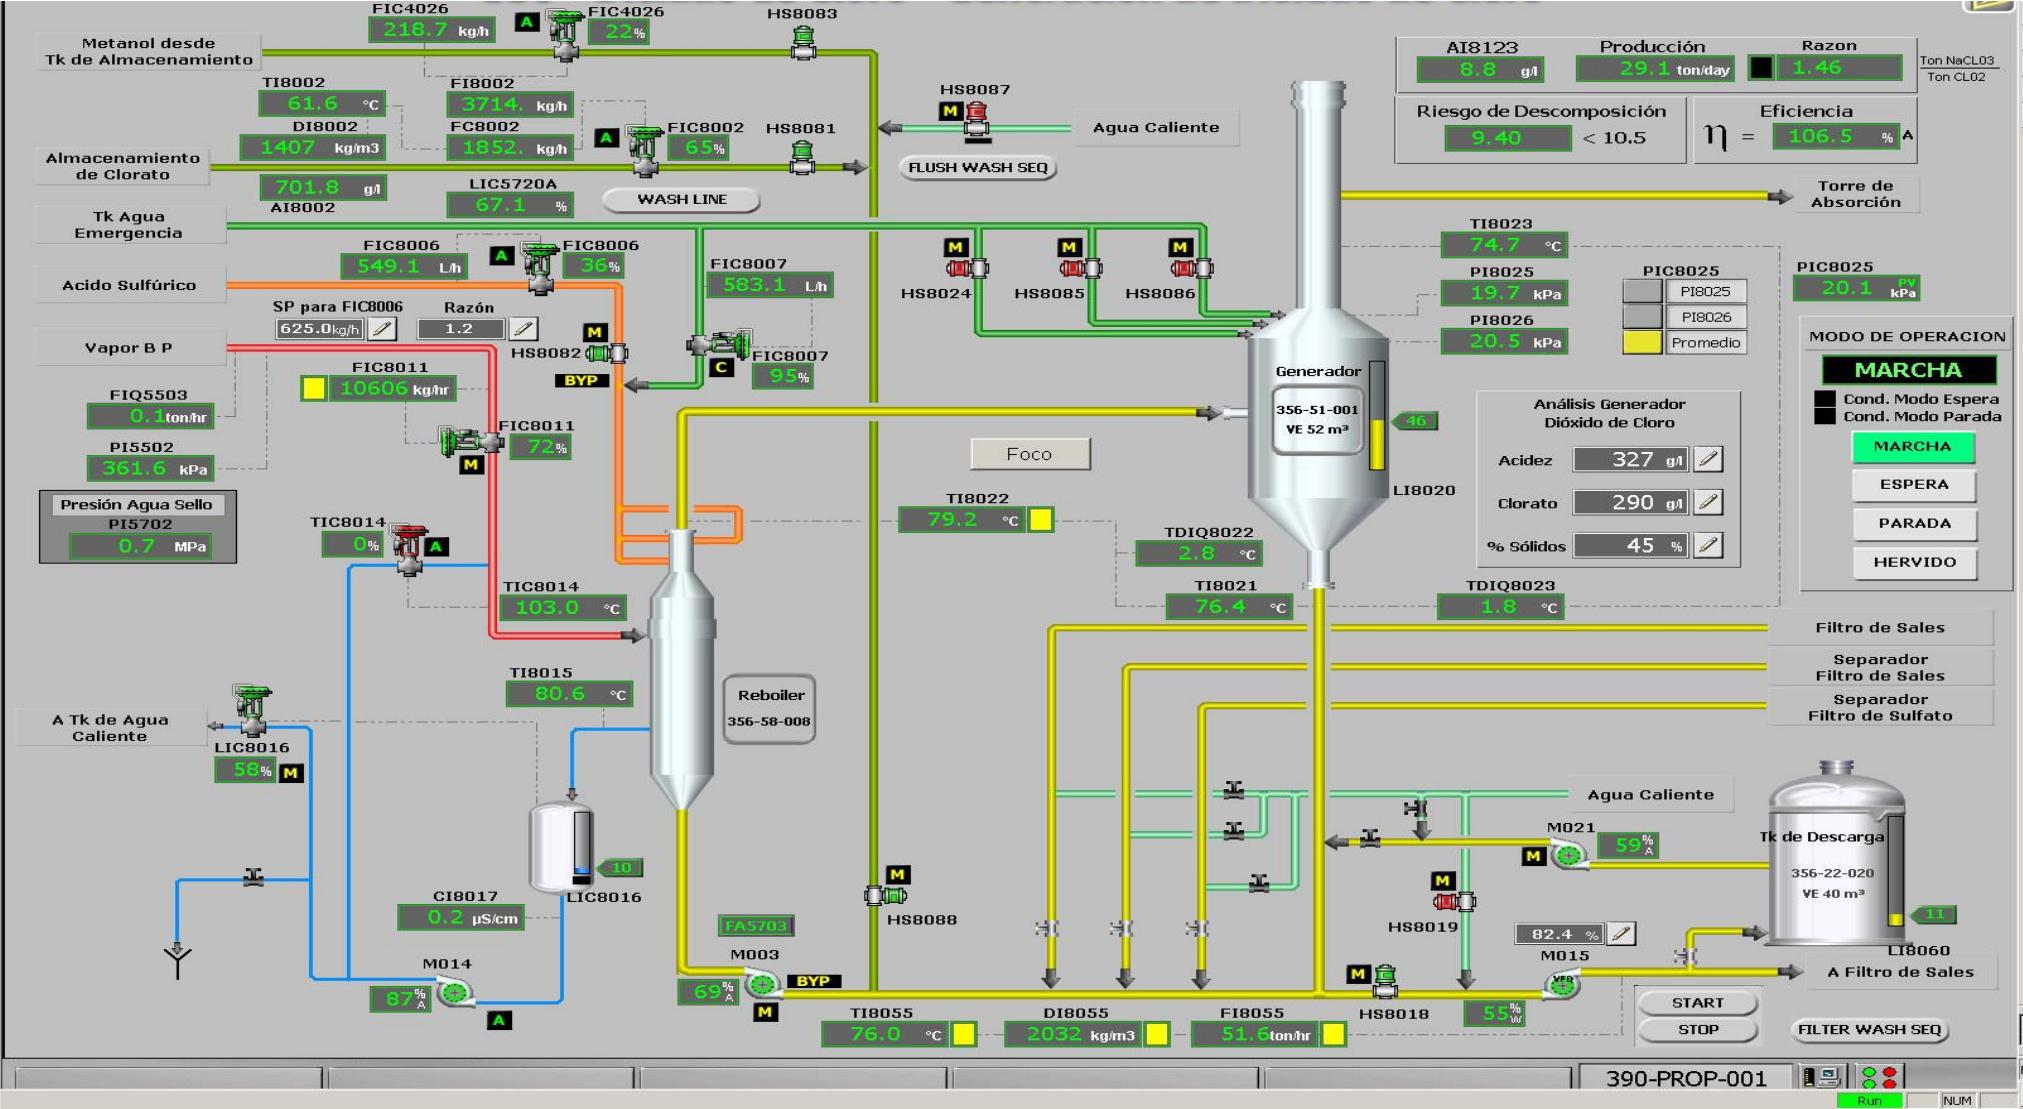 FIC4026
218.7 kg/h
A
FIC4026
22%
HS8083
Metanol desde
Tk de Almacenamiento
TI8002
61.6 °C
FI8002
3714. kg/h
DI8002
1407 kg/m3
FC8002
1852. kg/h
A
FIC8002
65%
HS8081
Almacenamiento
de Clorato
701.8 g/l
AI8002
LIC5720A
67.1 %
WASH LINE
HS8087
M
Agua Caliente
FLUSH WASH SEQ
AI8123
8.8 g/l
Producción
29.1 ton/day
Razon
1.46
Ton NaCL03
Ton CL02
Riesgo de Descomposición
9.40 < 10.5
Eficiencia
η = 106.5 % A
Torre de
Absorción
Tk Agua
Emergencia
FIC8006
549.1 L/h
A
FIC8006
36%
Acido Sulfúrico
SP para FIC8006
625.0kg/h
Razón
1.2
M
HS8082
BYP
FIC8007
583.1 L/h
FIC8007
95%
C
M
HS8024
M
HS8085
M
HS8086
TI8023
74.7 °C
PI8025
19.7 kPa
PI8026
20.5 kPa
PIC8025
PI8025
PI8026
Promedio
PIC8025
20.1 PV kPa
Vapor B P
FIC8011
10606 kg/hr
FIC8011
72%
M
FIQ5503
0.1ton/hr
PI5502
361.6 kPa
Presión Agua Sello
PI5702
0.7 MPa
TIC8014
0%
A
TIC8014
103.0 °C
Generador
356-51-001
VE 52 m³
46
LI8020
Foco
TI8022
79.2 °C
TDIQ8022
2.8 °C
TI8021
76.4 °C
TDIQ8023
1.8 °C
Análisis Generador
Dióxido de Cloro
Acidez 327 g/l
Clorato 290 g/l
% Sólidos 45 %
MODO DE OPERACION
MARCHA
Cond. Modo Espera
Cond. Modo Parada
MARCHA
ESPERA
PARADA
HERVIDO
Filtro de Sales
Separador
Filtro de Sales
Separador
Filtro de Sulfato
TI8015
80.6 °C
Reboiler
356-58-008
A Tk de Agua
Caliente
LIC8016
58%
M
10
LIC8016
CI8017
0.2 µS/cm
M014
87% A
A
FA5703
M003
69% A
BYP
M
M
HS8088
Agua Caliente
M021
59% A
M
Tk de Descarga
356-22-020
VE 40 m³
11
LI8060
M
HS8019
82.4 %
M015
VFD
A Filtro de Sales
M
HS8018
55% W
TI8055
76.0 °C
DI8055
2032 kg/m3
FI8055
51.6ton/hr
START
STOP
FILTER WASH SEQ
390-PROP-001
Run
NUM